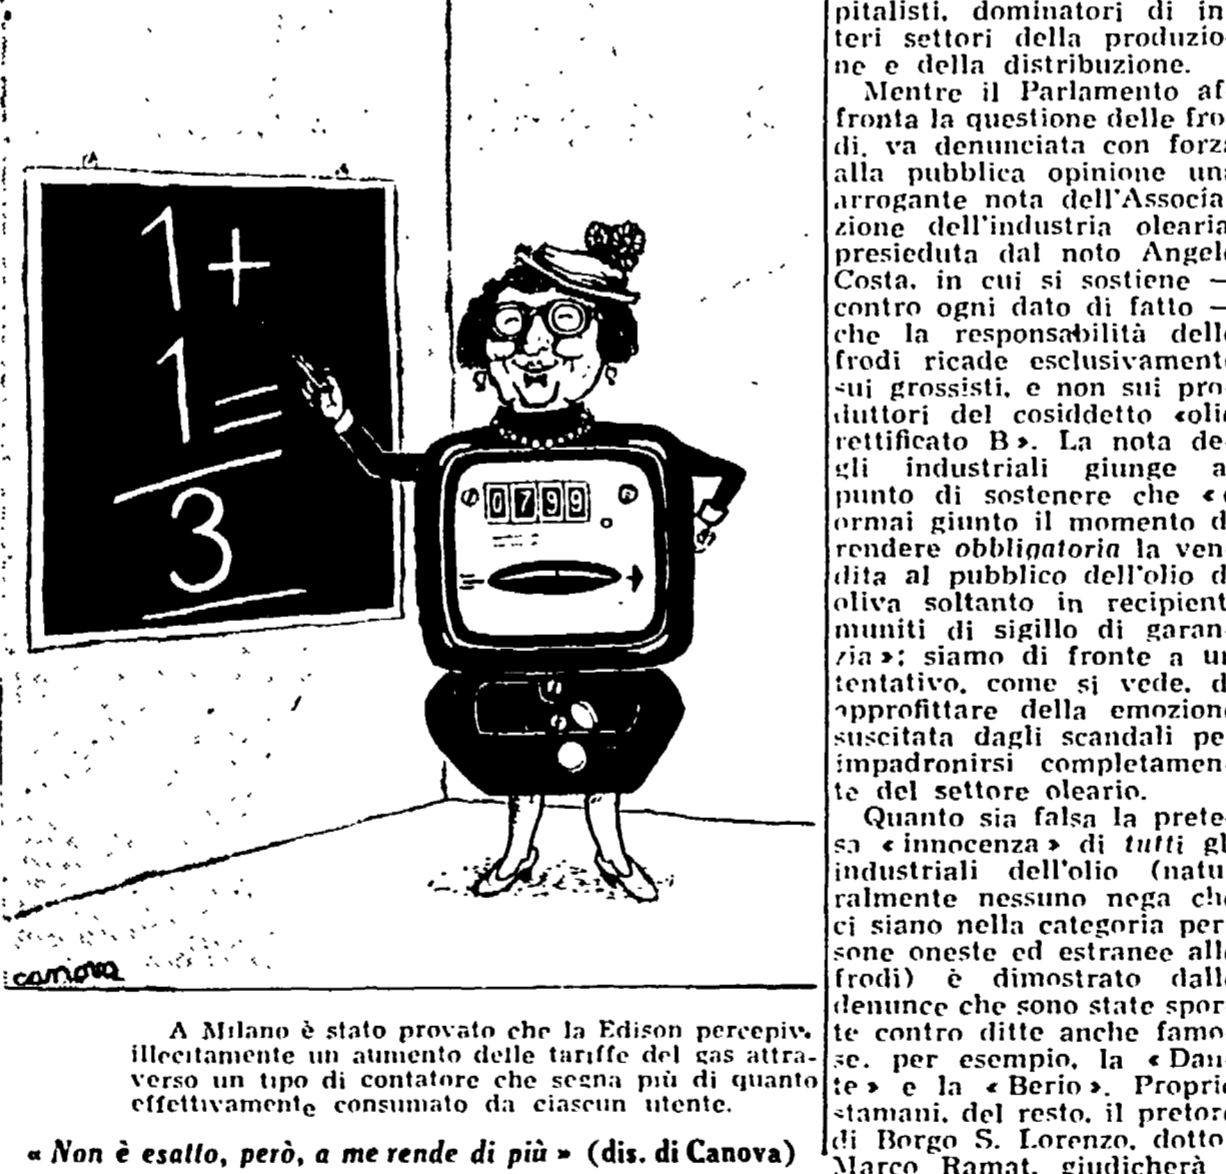 1 +
1 =
3
0799
canova
A Milano è stato provato che la Edison percepiv.
illecitamente un aumento delle tariffe del gas attra-
verso un tipo di contatore che segna più di quanto
effettivamente consumato da ciascun utente.
« Non è esatto, però, a me rende di più » (dis. di Canova)
pitalisti, dominatori di in
teri settori della produzio
ne e della distribuzione.
Mentre il Parlamento af
fronta la questione delle fro
di, va denunciata con forza
alla pubblica opinione una
arrogante nota dell'Associa
zione dell'industria olearia
presieduta dal noto Angelo
Costa, in cui si sostiene —
contro ogni dato di fatto —
che la responsabilità delle
frodi ricade esclusivamente
sui grossisti, e non sui pro-
duttori del cosiddetto «olio
rettificato B». La nota de-
gli industriali giunge al
punto di sostenere che «è
ormai giunto il momento di
rendere obbligatoria la ven-
dita al pubblico dell'olio di
oliva soltanto in recipienti
muniti di sigillo di garan-
zia»: siamo di fronte a un
tentativo, come si vede, di
approfittare della emozione
suscitata dagli scandali per
impadronirsi completamen-
te del settore oleario.
Quanto sia falsa la prete-
sa « innocenza » di tutti gli
industriali dell'olio (natu-
ralmente nessuno nega che
ci siano nella categoria per-
sone oneste ed estranee alle
frodi) è dimostrato dalle
denunce che sono state spor-
te contro ditte anche famo-
se, per esempio, la « Dan-
te » e la « Berio ». Proprio
stamani, del resto, il pretore
di Borgo S. Lorenzo, dottor
Marco Ramat, giudicherà